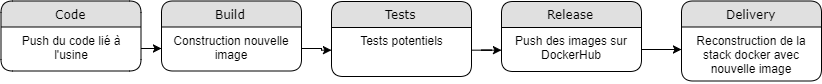 Code
Push du code lié à
l'usine
Build
Construction nouvelle
image
Tests
Tests potentiels
Release
Push des images sur
DockerHub
Delivery
Reconstruction de la
stack docker avec
nouvelle image